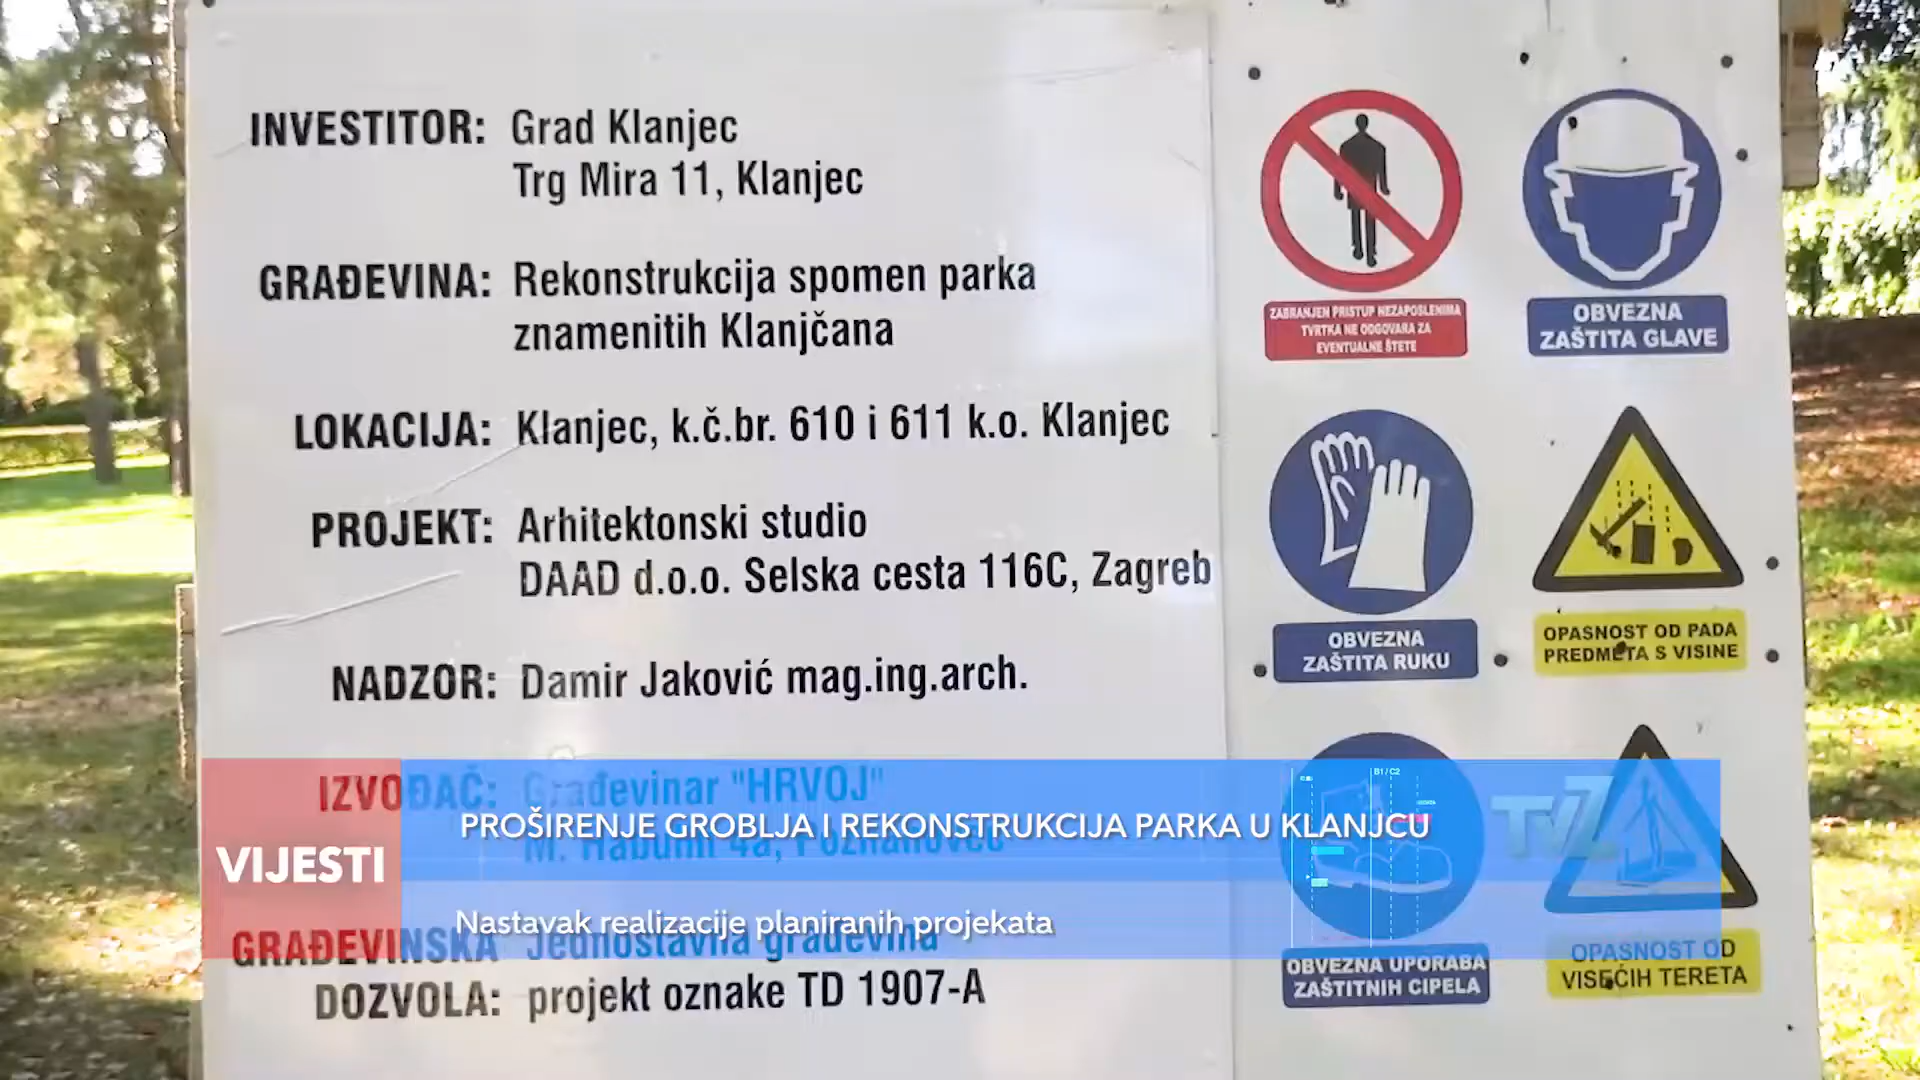 INVESTITOR: Grad Klanjec
Trg Mira 11, Klanjec
GRAĐEVINA: Rekonstrukcija spomen parka
znamenitih Klanjčana
LOKACIJA: Klanjec, k.č.br. 610 i 611 k.o. Klanjec
PROJEKT: Arhitektonski studio
DAAD d.o.o. Selska cesta 116C, Zagreb
NADZOR: Damir Jaković mag.ing.arch.
IZVOĐAČ: Građevinar "HRVOJ"
GRAĐEVINSKA Jednostavna građevina
DOZVOLA: projekt oznake TD 1907-A
ZABRANJEN PRISTUP NEZAPOSLENIMA
TVRTKA NE ODGOVARA ZA
EVENTUALNE ŠTETE
OBVEZNA
ZAŠTITA GLAVE
OBVEZNA
ZAŠTITA RUKU
OPASNOST OD PADA
PREDMETA S VISINE
OBVEZNA UPORABA
ZAŠTITNIH CIPELA
OPASNOST OD
VISEĆIH TERETA
VIJESTI
PROŠIRENJE GROBLJA I REKONSTRUKCIJA PARKA U KLANJCU
Nastavak realizacije planiranih projekata
B1 / C2
TVZ